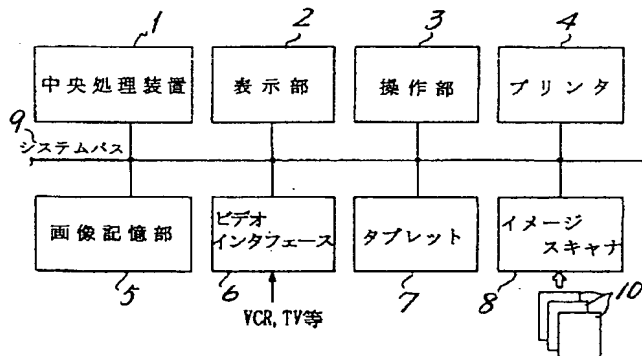 1
2
3
4
中央処理装置
表示部
操作部
プリンタ
9
システムバス
画像記憶部
ビデオ
インタフェース
タブレット
イメージ
スキャナ
5
6
7
8
10
VCR, TV等